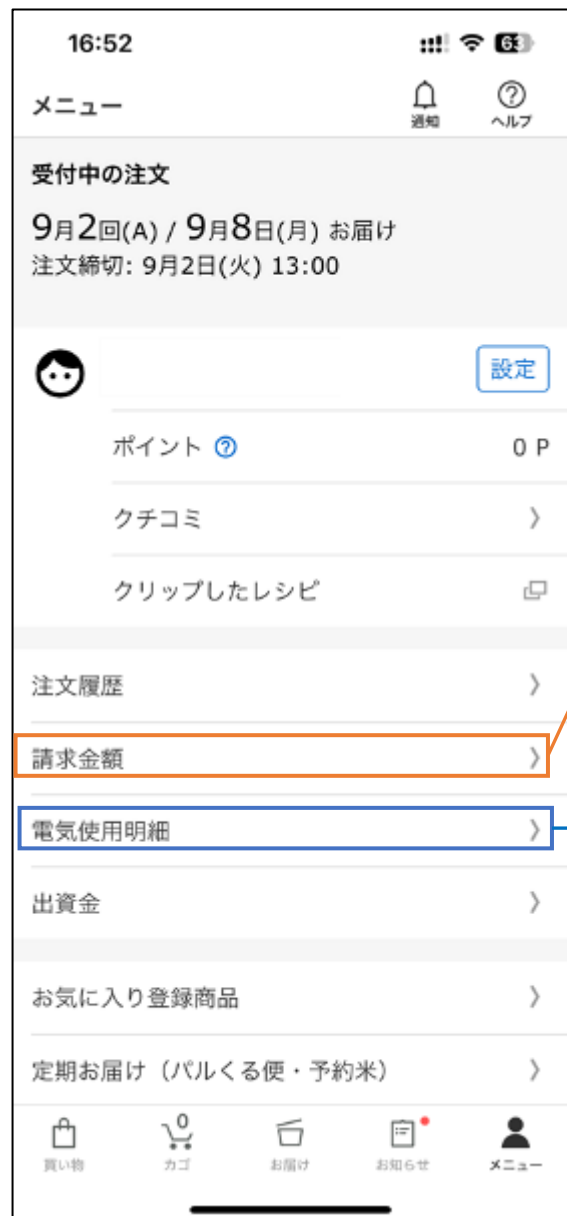 16:52
63
メニュー
通知
ヘルプ
受付中の注文
9月2回(A) / 9月8日(月) お届け
注文締切: 9月2日(火) 13:00
設定
ポイント ?
0 P
クチコミ
クリップしたレシピ
注文履歴
請求金額
電気使用明細
出資金
お気に入り登録商品
定期お届け（パルくる便・予約米）
0
買い物
カゴ
お届け
お知らせ
メニュー